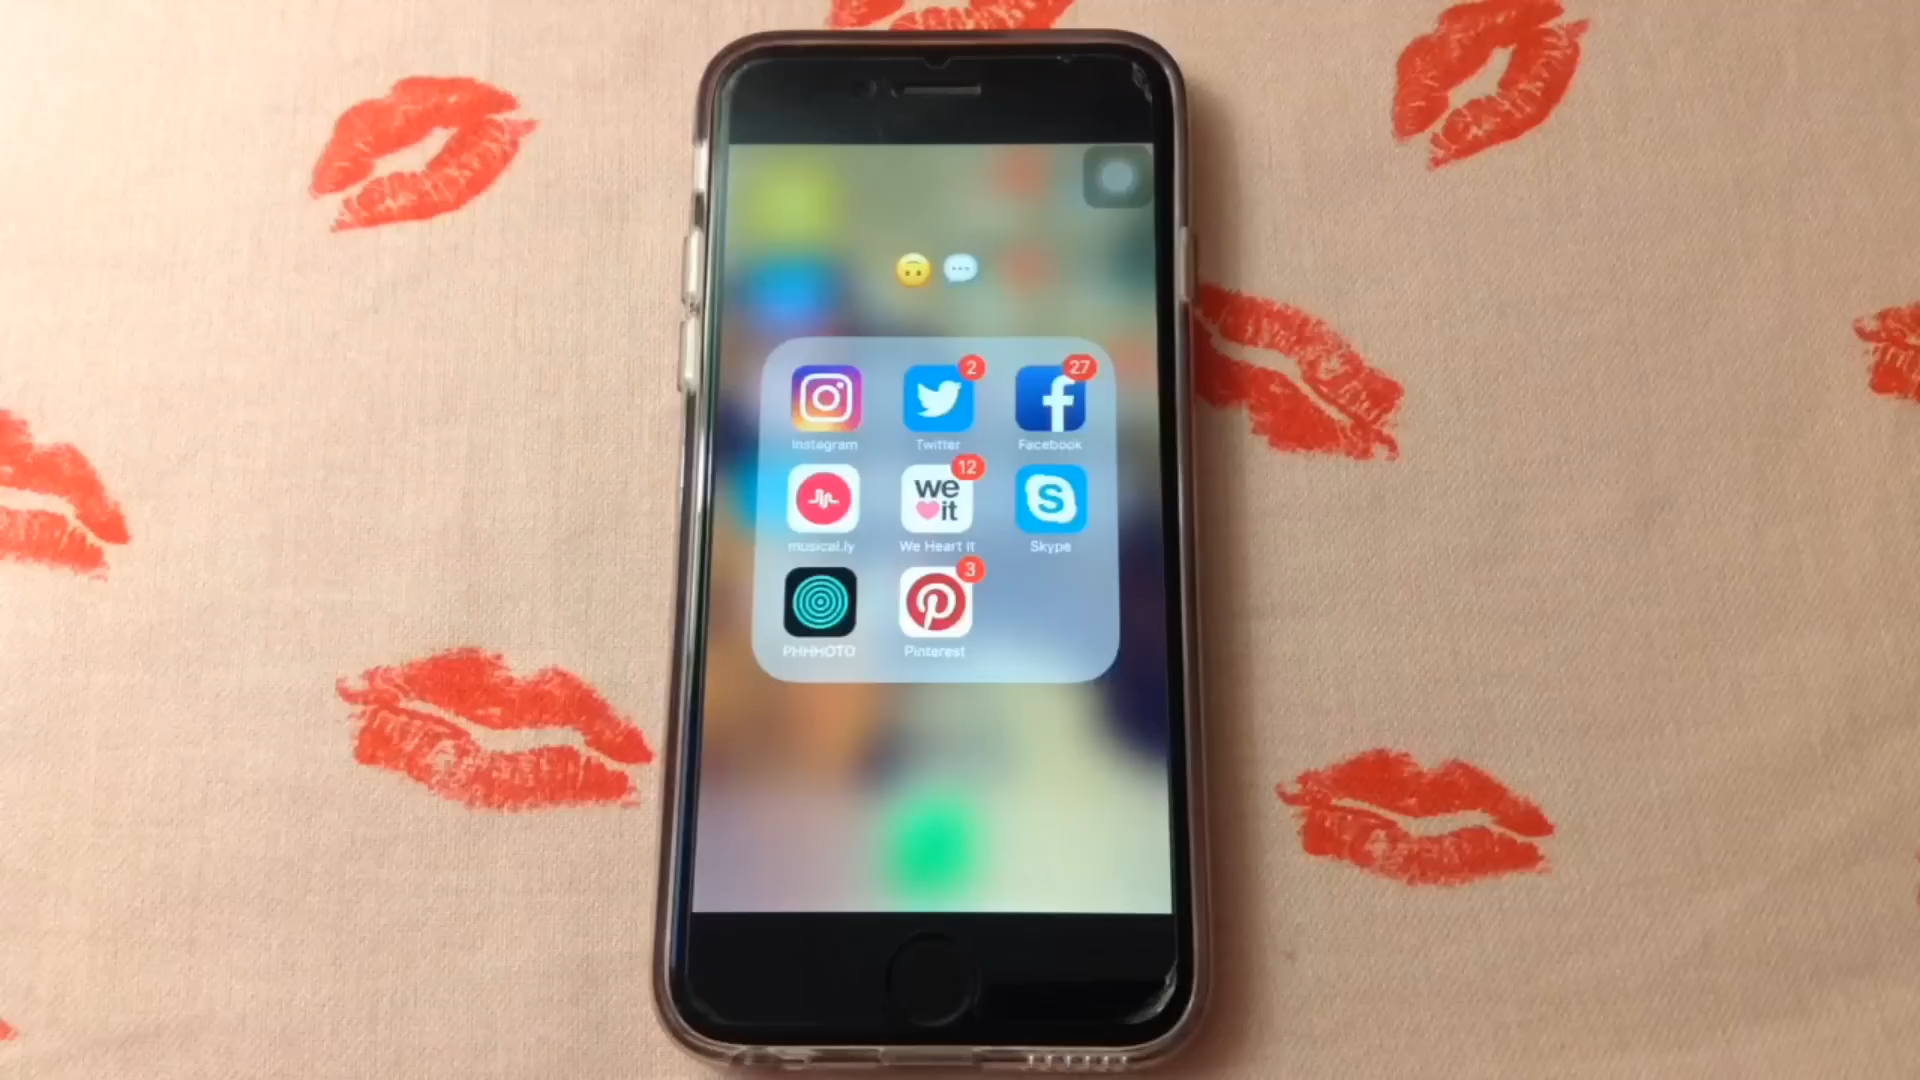 2 27
Instagram Twitter Facebook
12
we
it
musical.ly We Heart It Skype
3
PHHHOTO Pinterest